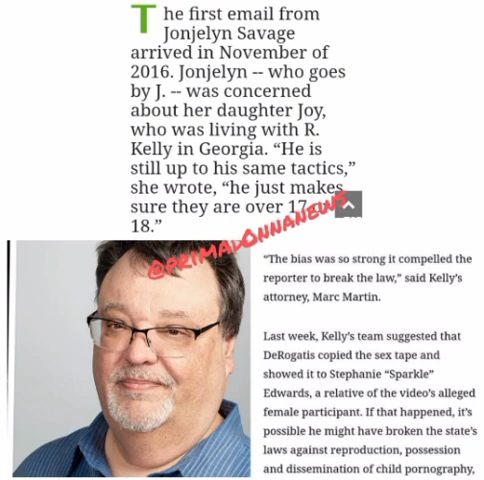 The first email from
Jonjelyn Savage
arrived in November of
2016. Jonjelyn -- who goes
by J. -- was concerned
about her daughter Joy,
who was living with R.
Kelly in Georgia. “He is
still up to his same tactics,”
she wrote, “he just makes
sure they are over 17
18.”
@PRIMADONNANEWS
“The bias was so strong it compelled the
reporter to break the law,” said Kelly’s
attorney, Marc Martin.
Last week, Kelly’s team suggested that
DeRogatis copied the sex tape and
showed it to Stephanie “Sparkle”
Edwards, a relative of the video’s alleged
female participant. If that happened, it’s
possible he might have broken the state’s
laws against reproduction, possession
and dissemination of child pornography,